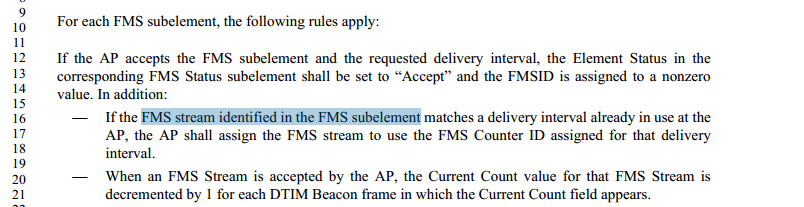 9
10 For each FMS subelement, the following rules apply:
11
12 If the AP accepts the FMS subelement and the requested delivery interval, the Element Status in the
13 corresponding FMS Status subelement shall be set to “Accept” and the FMSID is assigned to a nonzero
14 value. In addition:
15
16 — If the FMS stream identified in the FMS subelement matches a delivery interval already in use at the
17 AP, the AP shall assign the FMS stream to use the FMS Counter ID assigned for that delivery
18 interval.
19
20 — When an FMS Stream is accepted by the AP, the Current Count value for that FMS Stream is
21 decremented by 1 for each DTIM Beacon frame in which the Current Count field appears.